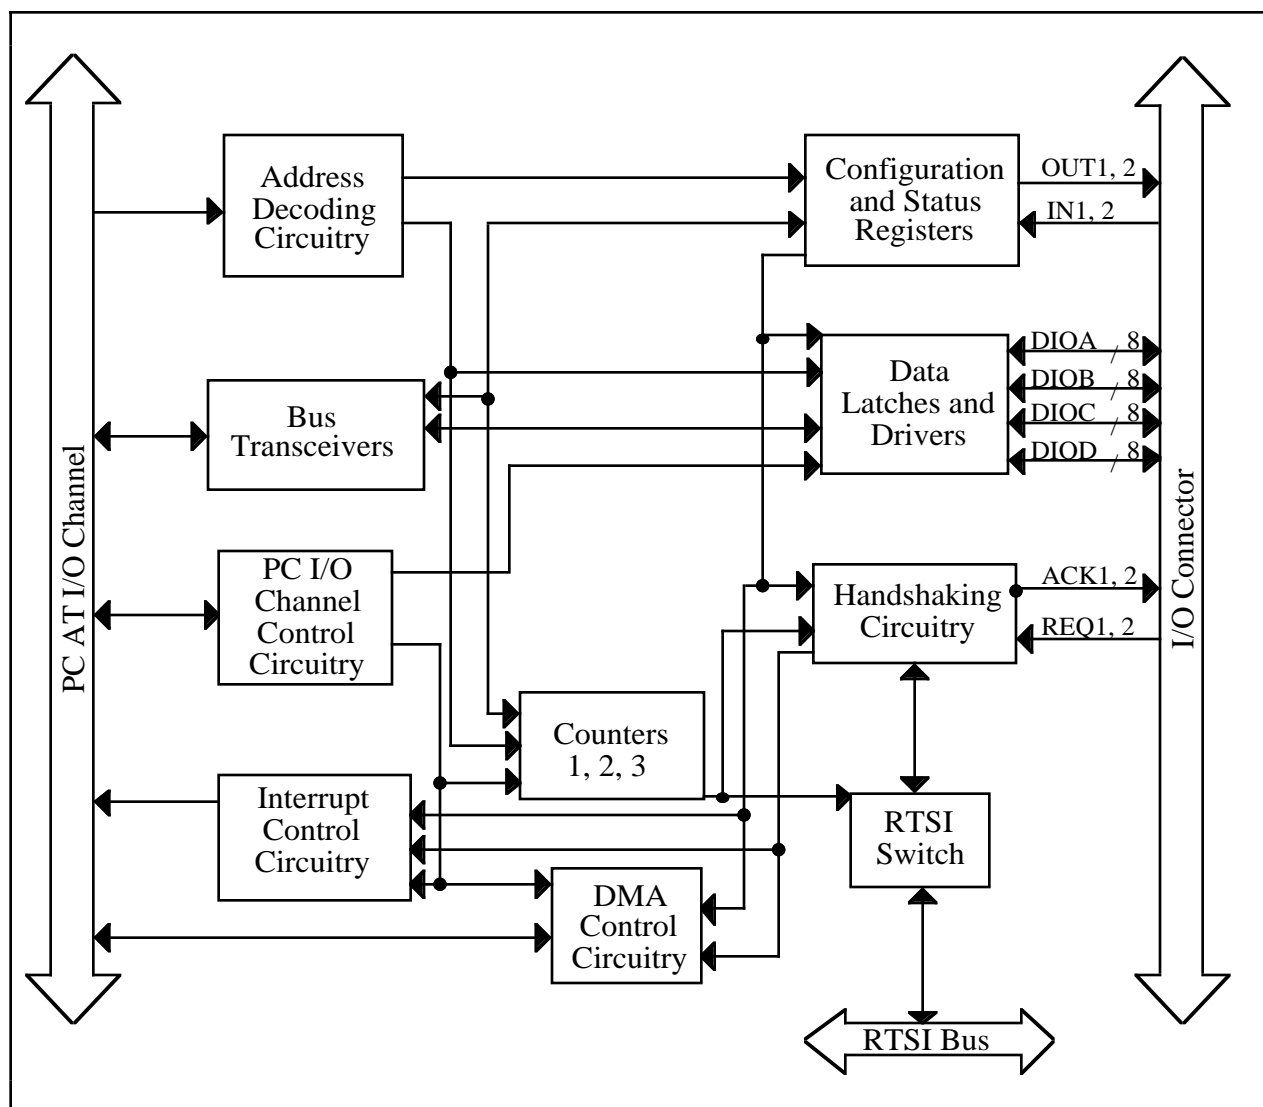 Address
Decoding
Circuitry
Configuration
and Status
Registers
OUT1, 2
IN1, 2
Bus
Transceivers
Data
Latches and
Drivers
DIOA / 8
DIOB / 8
DIOC / 8
DIOD / 8
PC AT I/O Channel
I/O Connector
PC I/O
Channel
Control
Circuitry
Handshaking
Circuitry
ACK1, 2
REQ1, 2
Counters
1, 2, 3
Interrupt
Control
Circuitry
RTSI
Switch
DMA
Control
Circuitry
RTSI Bus